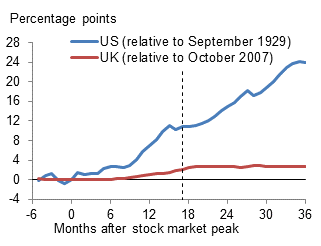 Percentage points
28
24
20
16
12
8
4
0
-4
US (relative to September 1929)
UK (relative to October 2007)
-6 0 6 12 18 24 30 36
Months after stock market peak